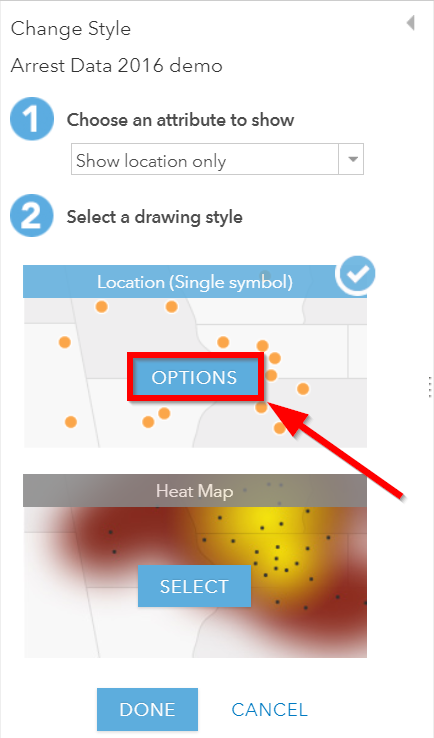 Change Style
Arrest Data 2016 demo
1 Choose an attribute to show
Show location only
2 Select a drawing style
Location (Single symbol)
OPTIONS
Heat Map
SELECT
DONE CANCEL